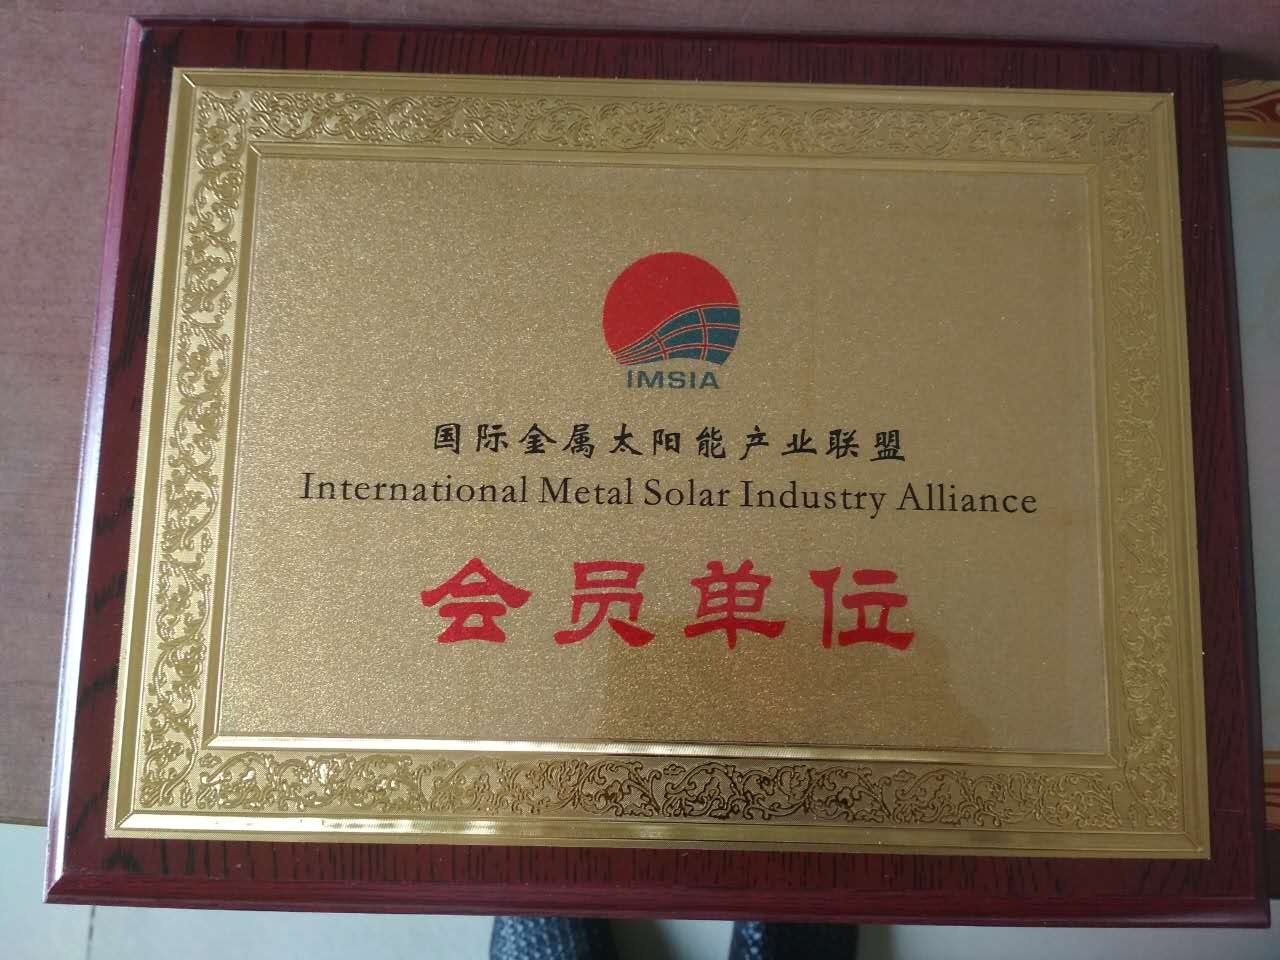 IMSIA
国际金属太阳能产业联盟
International Metal Solar Industry Alliance
会员单位